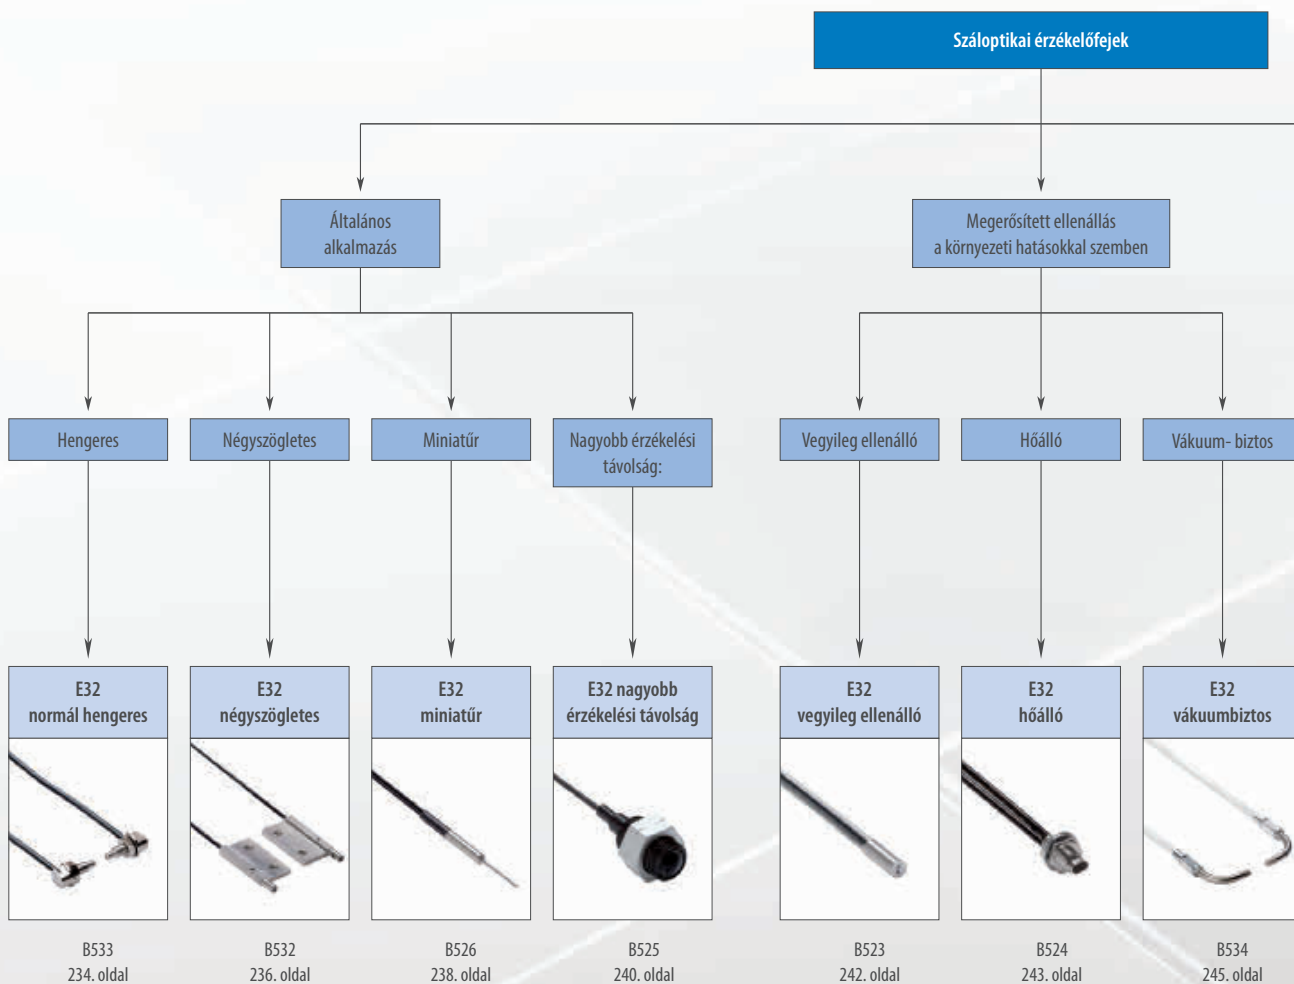 Száloptikai érzékelőfejek
Általános
alkalmazás
Megerősített ellenállás
a környezeti hatásokkal szemben
Hengeres
Négyszögletes
Miniatűr
Nagyobb érzékelési
távolság:
Vegyileg ellenálló
Hőálló
Vákuum- biztos
E32
normál hengeres
E32
négyszögletes
E32
miniatűr
E32 nagyobb
érzékelési távolság
E32
vegyileg ellenálló
E32
hőálló
E32
vákuumbiztos
B533
234. oldal
B532
236. oldal
B526
238. oldal
B525
240. oldal
B523
242. oldal
B524
243. oldal
B534
245. oldal